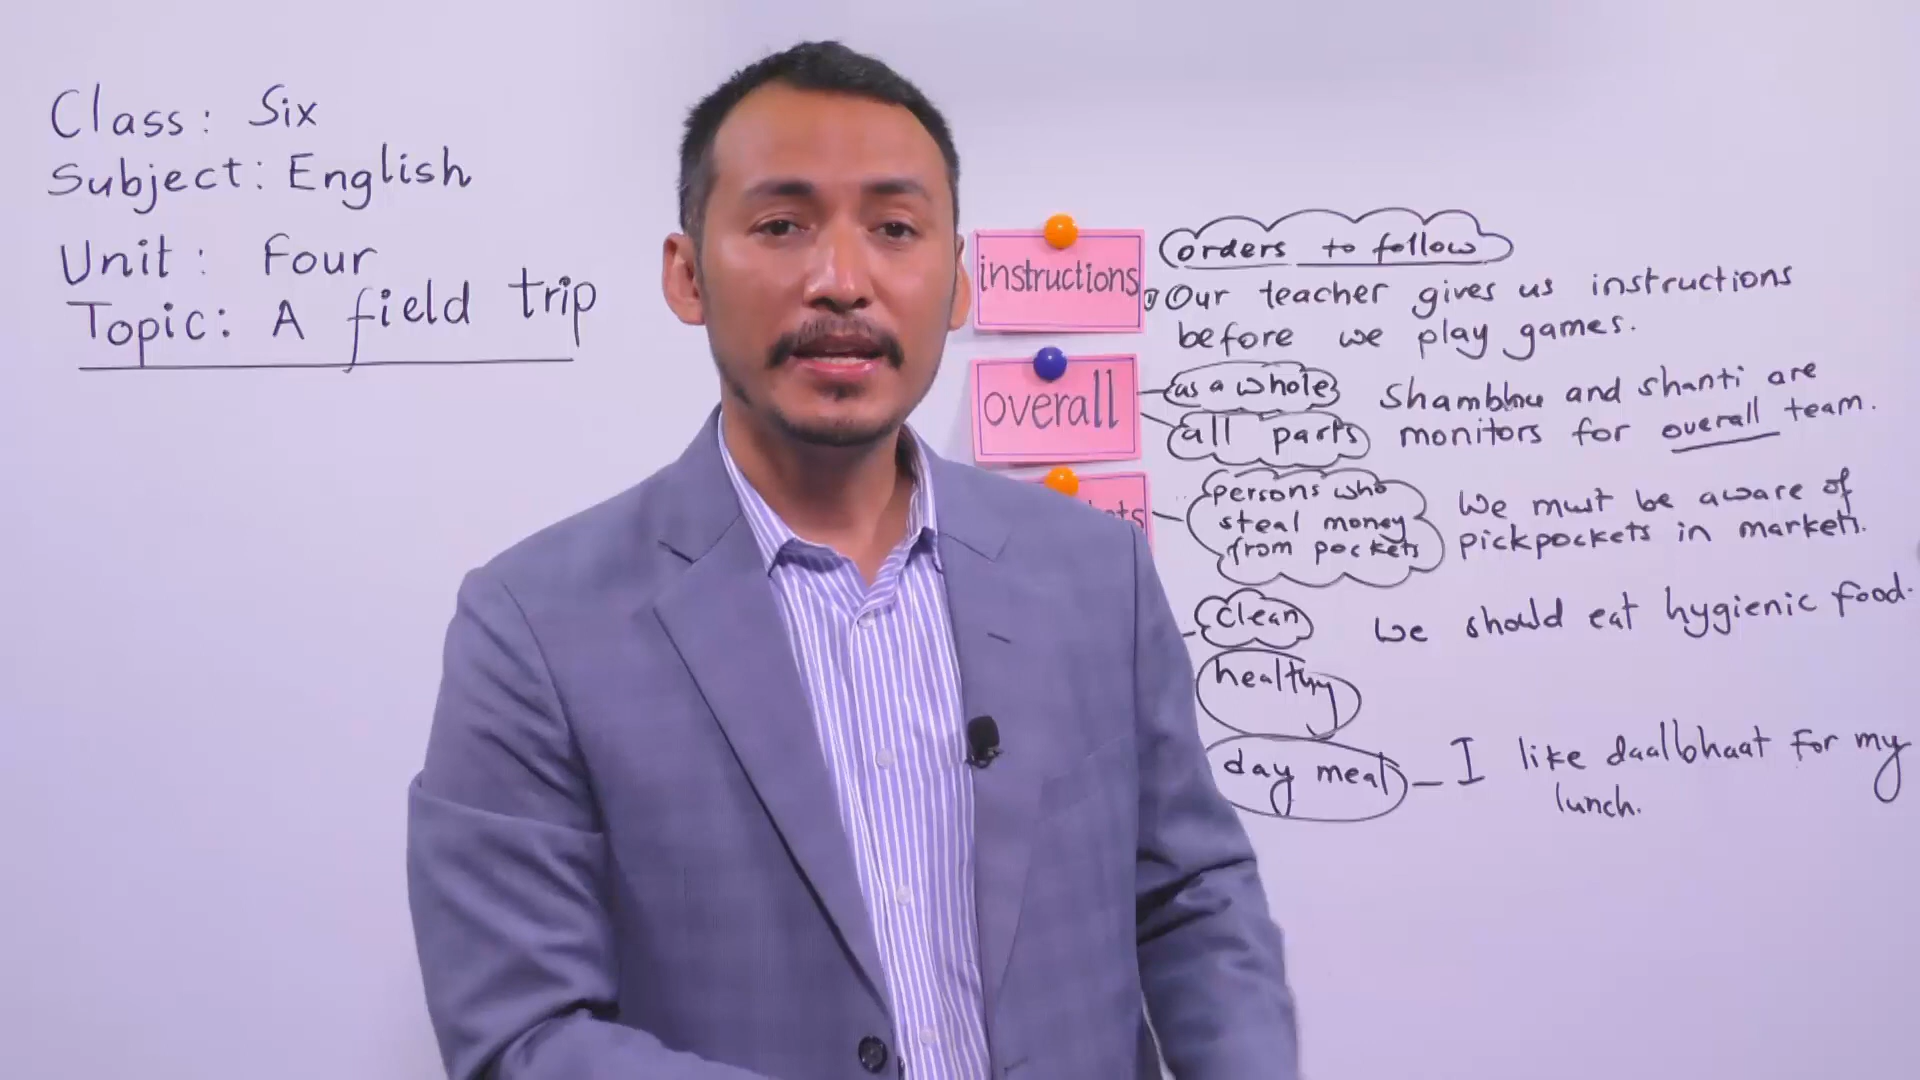 Class: Six
Subject: English
Unit: Four
Topic: A field trip
instructions
orders to follow
Our teacher gives us instructions
before we play games.
overall
as a whole
all parts
Shambhu and Shanti are
monitors for overall team.
persons who
steal money
from pockets
We must be aware of
pickpockets in markets.
clean
We should eat hygienic food.
healthy
day meal
I like daalbhaat for my
lunch.